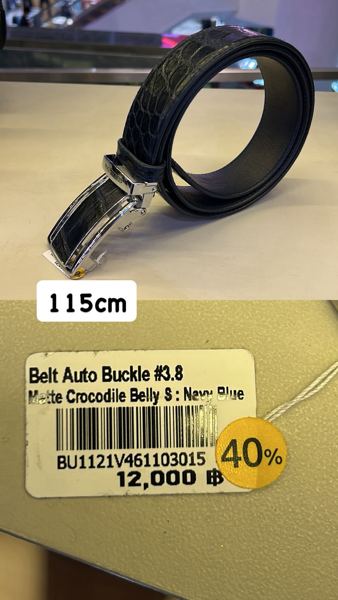 115cm
Belt Auto Buckle #3.8
Matte Crocodile Belly S : Navy Blue
BU1121V461103015
40%
12,000 ฿